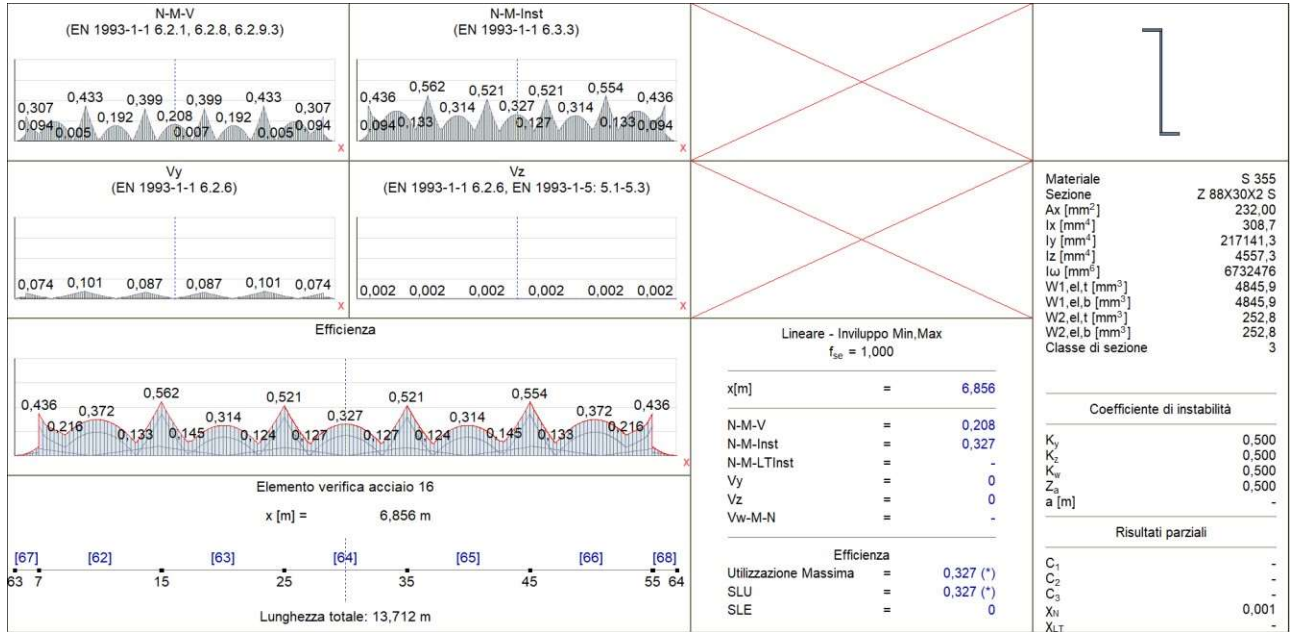 N-M-V
(EN 1993-1-1 6.2.1, 6.2.8, 6.2.9.3)
0,307 0,433 0,399 0,399 0,433 0,307
0,094 0,005 0,192 0,208 0,007 0,192 0,005 0,094
x
N-M-Inst
(EN 1993-1-1 6.3.3)
0,436 0,562 0,521 0,521 0,554 0,436
0,094 0,133 0,314 0,327 0,127 0,314 0,133 0,094
x
Vy
(EN 1993-1-1 6.2.6)
0,074 0,101 0,087 0,087 0,101 0,074
x
Vz
(EN 1993-1-1 6.2.6, EN 1993-1-5: 5.1-5.3)
0,002 0,002 0,002 0,002 0,002 0,002
x
Efficienza
0,436 0,562 0,521 0,521 0,554 0,436
0,216 0,372 0,133 0,145 0,314 0,124 0,127 0,327 0,127 0,124 0,314 0,145 0,133 0,372 0,216
x
Elemento verifica acciaio 16
x [m] = 6,856 m
[67] [62] [63] [64] [65] [66] [68]
63 7 15 25 35 45 55 64
Lunghezza totale: 13,712 m
Lineare - Inviluppo Min,Max
fse = 1,000
x[m] = 6,856
N-M-V = 0,208
N-M-Inst = 0,327
N-M-LTInst = -
Vy = 0
Vz = 0
Vw-M-N = -
Efficienza
Utilizzazione Massima = 0,327 (*)
SLU = 0,327 (*)
SLE = 0
Materiale S 355
Sezione Z 88X30X2 S
Ax [mm²] 232,00
Ix [mm⁴] 308,7
Iy [mm⁴] 217141,3
Iz [mm⁴] 4557,3
Iω [mm⁶] 6732476
W1,el,t [mm³] 4845,9
W1,el,b [mm³] 4845,9
W2,el,t [mm³] 252,8
W2,el,b [mm³] 252,8
Classe di sezione 3
Coefficiente di instabilità
Ky 0,500
Kz 0,500
Kw 0,500
Za 0,500
a [m] -
Risultati parziali
C1 -
C2 -
C3 -
χN 0,001
χLT -